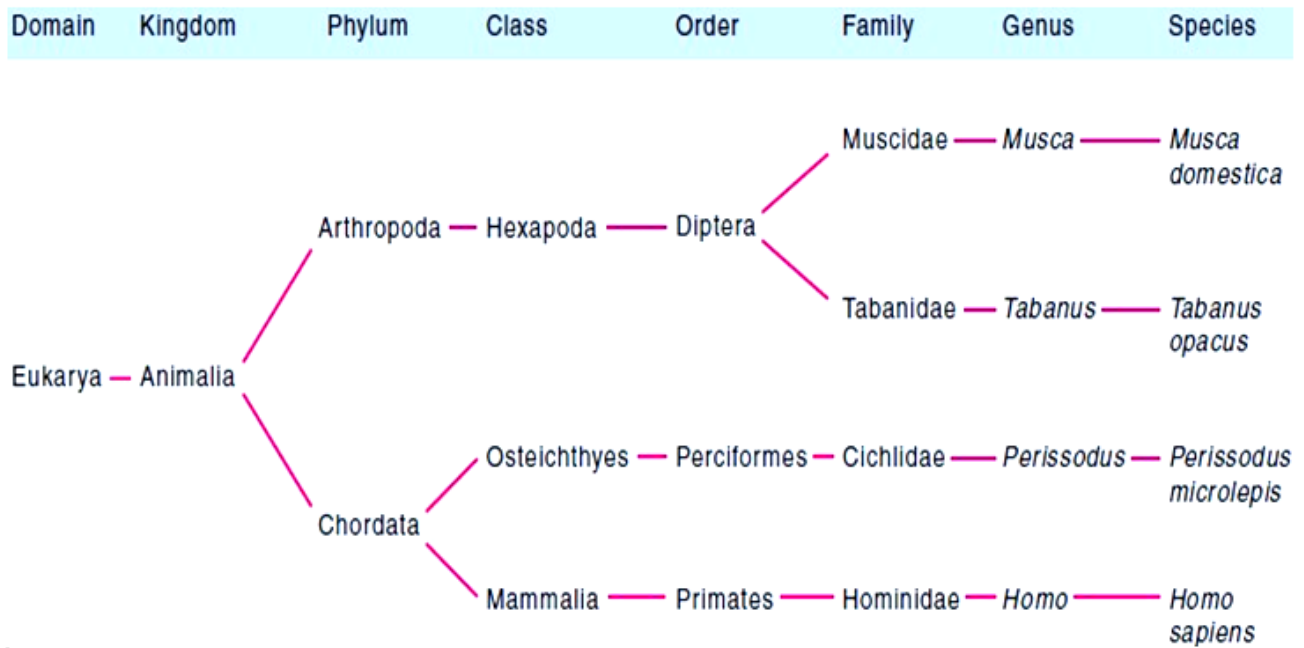 Domain Kingdom Phylum Class Order Family Genus Species
Muscidae Musca Musca
domestica
Arthropoda Hexapoda Diptera
Tabanidae Tabanus Tabanus
opacus
Eukarya Animalia
Osteichthyes Perciformes Cichlidae Perissodus Perissodus
microlepis
Chordata
Mammalia Primates Hominidae Homo Homo
sapiens